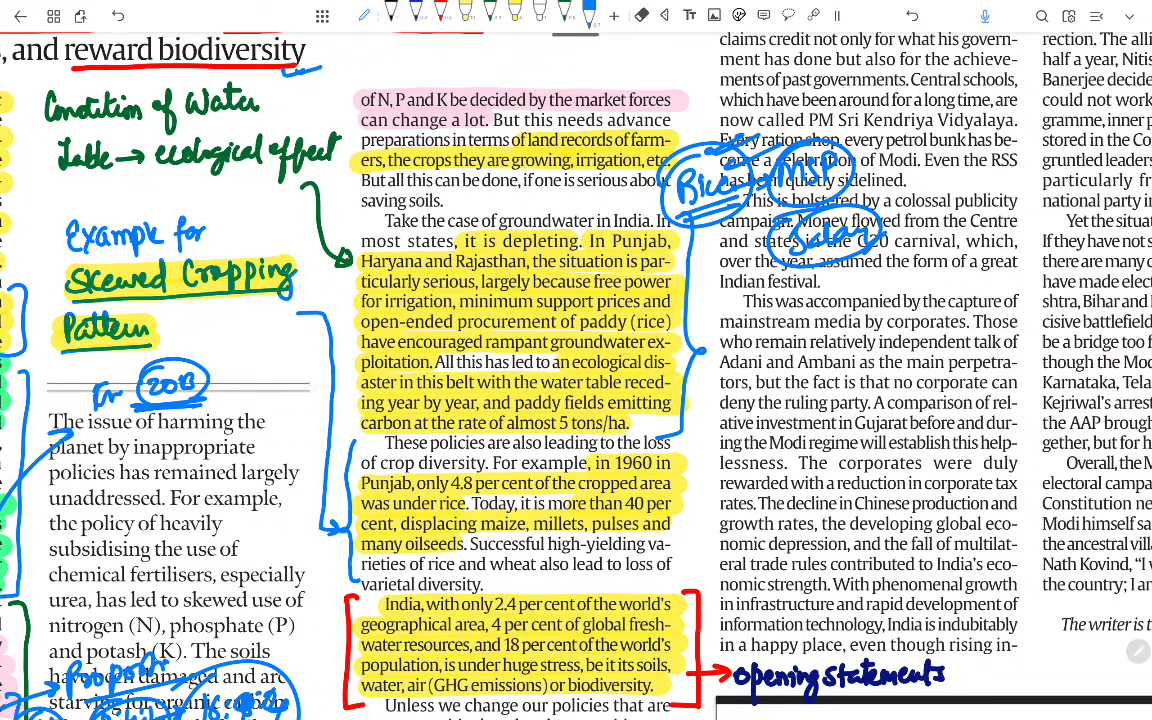 s, and reward biodiversity
Condition of Water
Table → ecological effect
Example for
Skewed Cropping
Pattern
For 2013
The issue of harming the
planet by inappropriate
policies has remained largely
unaddressed. For example,
the policy of heavily
subsidising the use of
chemical fertilisers, especially
urea, has led to skewed use of
nitrogen (N), phosphate (P)
and potash (K). The soils
have been damaged and are
starving for organic carbon
of N, P and K be decided by the market forces
can change a lot. But this needs advance
preparations in terms of land records of farm-
ers, the crops they are growing, irrigation, etc.
But all this can be done, if one is serious about
saving soils.
Take the case of groundwater in India. In
most states, it is depleting. In Punjab,
Haryana and Rajasthan, the situation is par-
ticularly serious, largely because free power
for irrigation, minimum support prices and
open-ended procurement of paddy (rice)
have encouraged rampant groundwater ex-
ploitation. All this has led to an ecological dis-
aster in this belt with the water table reced-
ing year by year, and paddy fields emitting
carbon at the rate of almost 5 tons/ha.
These policies are also leading to the loss
of crop diversity. For example, in 1960 in
Punjab, only 4.8 per cent of the cropped area
was under rice. Today, it is more than 40 per
cent, displacing maize, millets, pulses and
many oilseeds. Successful high-yielding va-
rieties of rice and wheat also lead to loss of
varietal diversity.
India, with only 2.4 per cent of the world's
geographical area, 4 per cent of global fresh-
water resources, and 18 per cent of the world's
population, is under huge stress, be it its soils,
water, air (GHG emissions) or biodiversity.
Unless we change our policies that are
Rice
MSP
opening statements
claims credit not only for what his govern-
ment has done but also for the achieve-
ments of past governments. Central schools,
which have been around for a long time, are
now called PM Sri Kendriya Vidyalaya.
Every ration shop, every petrol bunk has be-
come a celebration of Modi. Even the RSS
has been quietly sidelined.
This is bolstered by a colossal publicity
campaign. Money flowed from the Centre
and states in the G20 carnival, which,
over the year, assumed the form of a great
Indian festival.
This was accompanied by the capture of
mainstream media by corporates. Those
who remain relatively independent talk of
Adani and Ambani as the main perpetra-
tors, but the fact is that no corporate can
deny the ruling party. A comparison of rel-
ative investment in Gujarat before and dur-
ing the Modi regime will establish this help-
lessness. The corporates were duly
rewarded with a reduction in corporate tax
rates. The decline in Chinese production and
growth rates, the developing global eco-
nomic depression, and the fall of multilat-
eral trade rules contributed to India's eco-
nomic strength. With phenomenal growth
in infrastructure and rapid development of
information technology, India is indubitably
in a happy place, even though rising in-
rection. The alli
half a year, Nitis
Banerjee decide
could not work
gramme, inner p
stored in the Co
gruntled leaders
particularly fr
national party in
Yet the situat
If they have not s
there are many c
have made elect
shtra, Bihar and
cisive battlefield
be a bridge too f
though the Mod
Karnataka, Tela
Kejriwal's arrest
the AAP brough
gether, but for h
Overall, the M
electoral campa
Constitution ne
Modi himself sa
the ancestral vill
Nath Kovind, "I v
the country; I an
The writer is t